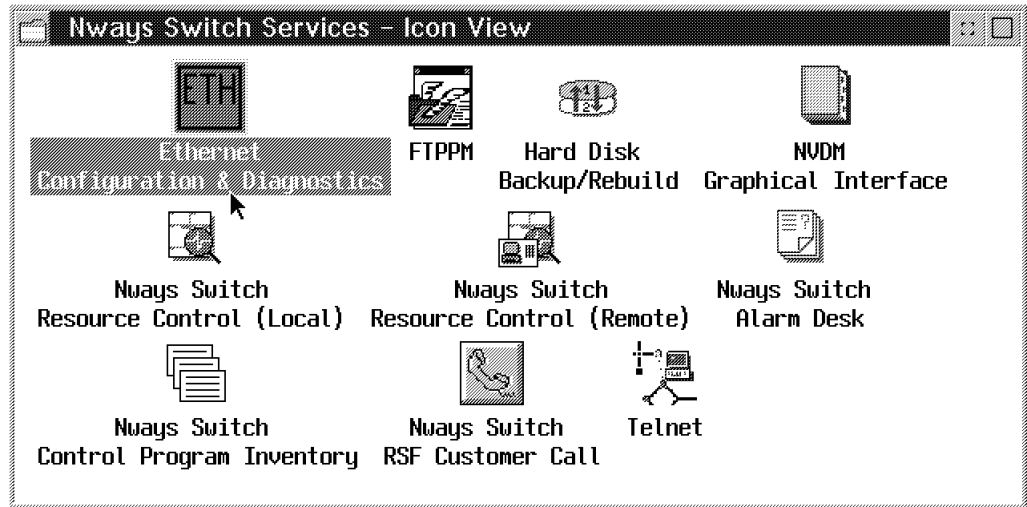 Nways Switch Services - Icon View
ETH
Ethernet
Configuration & Diagnostics
FTPPM
Hard Disk
Backup/Rebuild
1
2
NVDM
Graphical Interface
Nways Switch
Resource Control (Local)
Nways Switch
Resource Control (Remote)
?
Nways Switch
Alarm Desk
Nways Switch
Control Program Inventory
Nways Switch
RSF Customer Call
Telnet